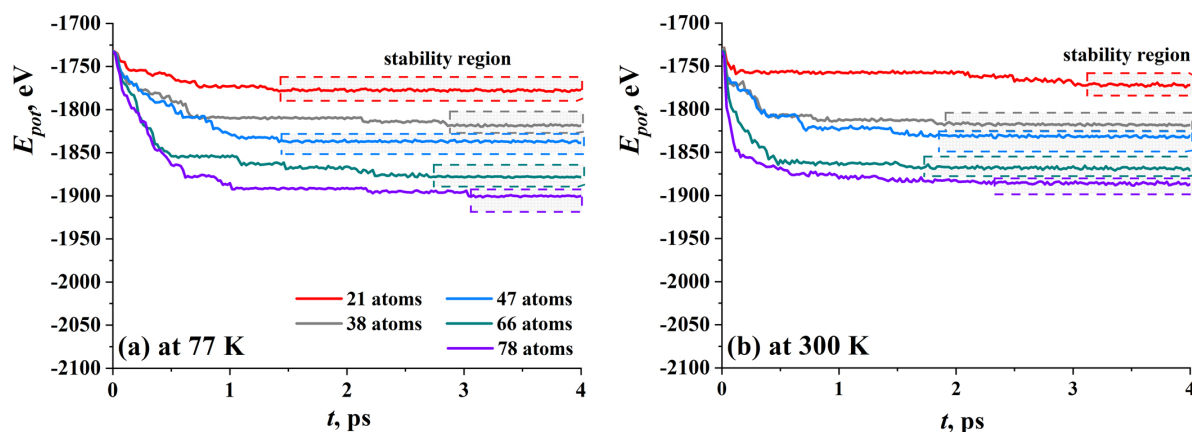 -1700
-1750
-1800
-1850
-1900
-1950
-2000
-2050
-2100
E_pot, eV
stability region
21 atoms
38 atoms
47 atoms
66 atoms
78 atoms
(a) at 77 K
0
1
2
3
4
t, ps
-1700
-1750
-1800
-1850
-1900
-1950
-2000
-2050
-2100
E_pot, eV
stability region
(b) at 300 K
0
1
2
3
4
t, ps